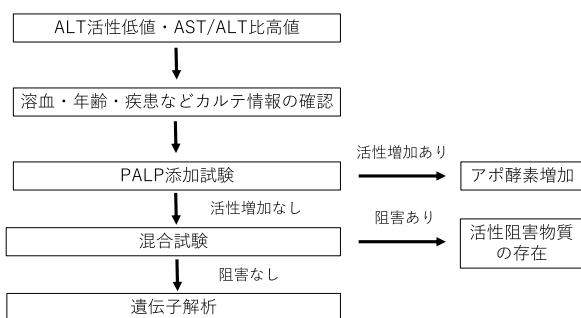 ALT活性低値・AST/ALT比高値
溶血・年齢・疾患などカルテ情報の確認
活性増加あり
PALP添加試験
アポ酵素増加
活性増加なし
阻害あり
混合試験
活性阻害物質
の存在
阻害なし
遺伝子解析